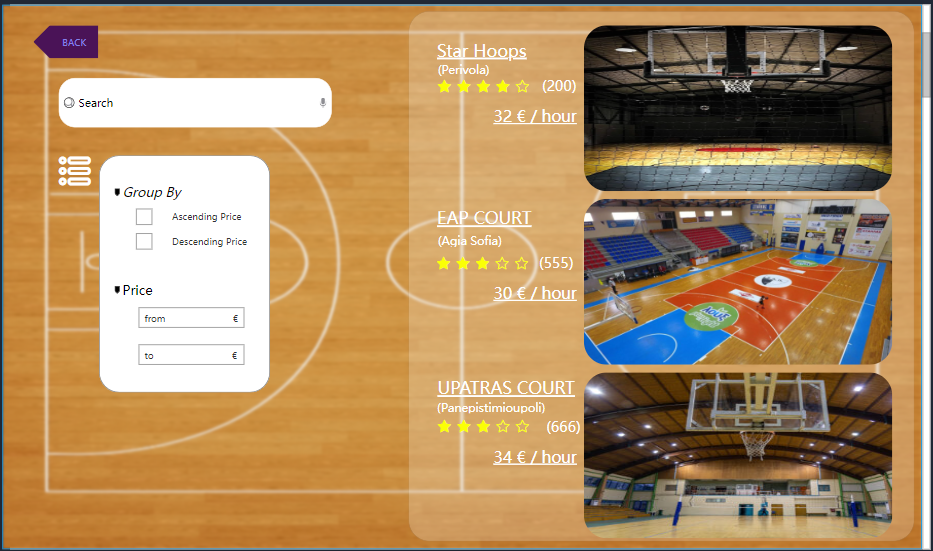 BACK
Search
Group By
Ascending Price
Descending Price
Price
from €
to €
Star Hoops
(Perivola)
(200)
32 € / hour
EAP COURT
(Agia Sofia)
(555)
30 € / hour
UPATRAS COURT
(Panepistimioupoli)
(666)
34 € / hour